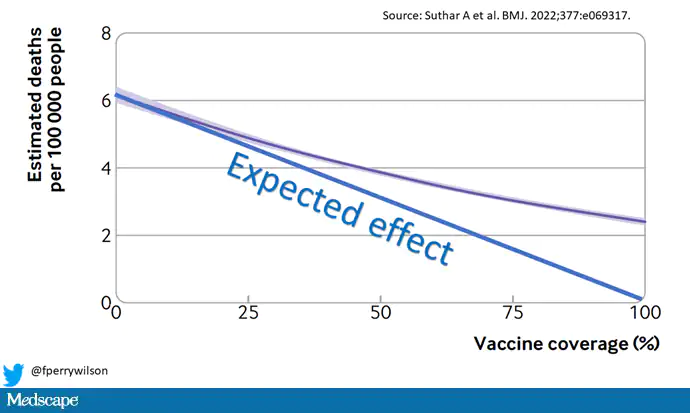 Source: Suthar A et al. BMJ. 2022;377:e069317.
Estimated deaths
per 100 000 people
8
6
4
2
0
Expected effect
0
25
50
75
100
Vaccine coverage (%)
@fperrywilson
Medscape